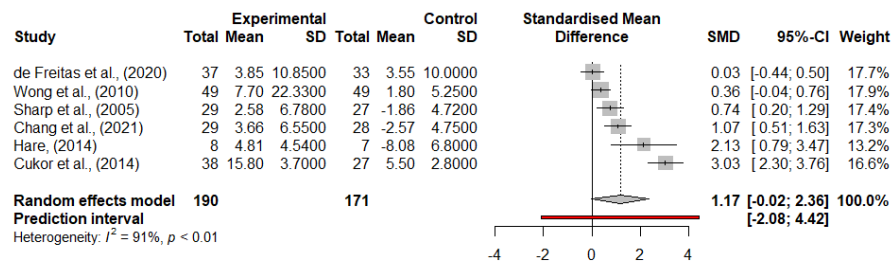 Experimental Control Standardised Mean
Study Total Mean SD Total Mean SD Difference SMD 95%-CI Weight
de Freitas et al., (2020) 37 3.85 10.8500 33 3.55 10.0000 0.03 [-0.44; 0.50] 17.7%
Wong et al., (2010) 49 7.70 22.3300 49 1.80 5.2500 0.36 [-0.04; 0.76] 17.9%
Sharp et al., (2005) 29 2.58 6.7800 27 -1.86 4.7200 0.74 [0.20; 1.29] 17.4%
Chang et al., (2021) 29 3.66 6.5500 28 -2.57 4.7500 1.07 [0.51; 1.63] 17.3%
Hare, (2014) 8 4.81 4.5400 7 -8.08 6.8000 2.13 [0.79; 3.47] 13.2%
Cukor et al., (2014) 38 15.80 3.7000 27 5.50 2.8000 3.03 [2.30; 3.76] 16.6%
Random effects model 190 171 1.17 [-0.02; 2.36] 100.0%
Prediction interval [-2.08; 4.42]
Heterogeneity: I² = 91%, p < 0.01
-4 -2 0 2 4